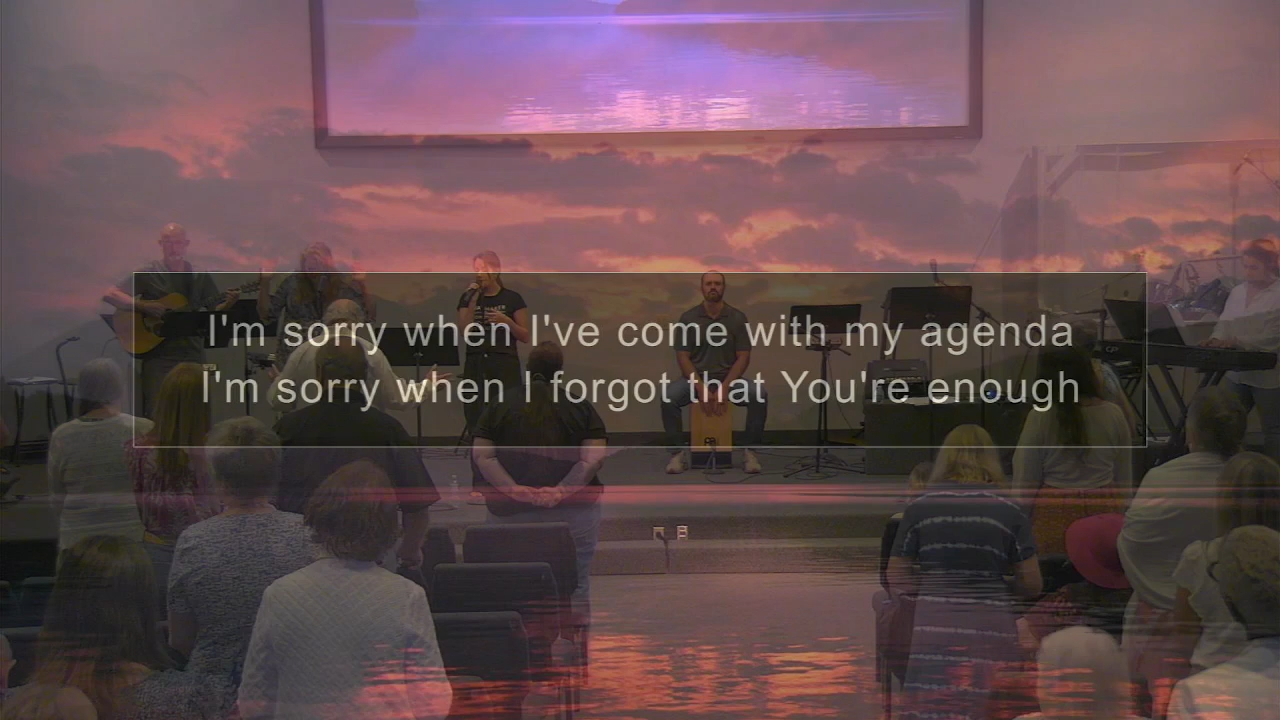 I'm sorry when I've come with my agenda
I'm sorry when I forgot that You're enough